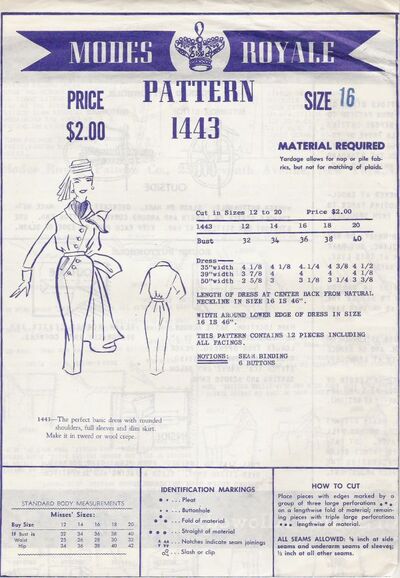 MODES ROYALE
PRICE
$2.00
PATTERN
1443
SIZE 16
MATERIAL REQUIRED
Yardage allows for nap or pile fab-
rics, but not for matching of plaids.
Cut in Sizes 12 to 20 Price $2.00
1443 12 14 16 18 20
Bust 32 34 36 38 40
Dress—
35"width 4 1/8 4 1/8 4 1/4 4 3/8 4 1/2
39"width 3 7/8 4 4 4 4 1/8
50"width 2 5/8 3 3 1/8 3 1/4 3 3/8
LENGTH OF DRESS AT CENTER BACK FROM NATURAL
NECKLINE IN SIZE 16 IS 46".
WIDTH AROUND LOWER EDGE OF DRESS IN SIZE
16 IS 46".
THIS PATTERN CONTAINS 12 PIECES INCLUDING
ALL FACINGS.
NOTIONS: SEAM BINDING
6 BUTTONS
1443—The perfect basic dress with rounded
shoulders, full sleeves and slim skirt.
Make it in tweed or wool crepe.
STANDARD BODY MEASUREMENTS
Misses' Sizes:
Buy Size 12 14 16 18 20
If Bust is 32 34 36 38 40
Waist 25 26 28 30 32
Hip 34 36 38 40 42
IDENTIFICATION MARKINGS
Pleat
Buttonhole
Fold of material
Straight of material
Notches indicate seam joinings
Slash or clip
HOW TO CUT
Place pieces with edges marked by a
group of three large perforations
on a lengthwise fold of material; remain-
ing pieces with triple large perforations
lengthwise of material.
ALL SEAMS ALLOWED: ¾ inch at side
seams and underarm seams of sleeves;
½ inch at all other seams.